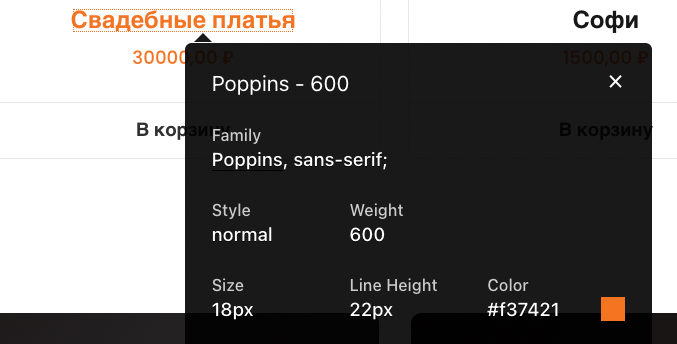 Свадебные платья
Софи
30000,00 ₽
1500,00 ₽
Poppins - 600
В корзину
В корзину
Family
Poppins, sans-serif;
Style
Weight
normal
600
Size
Line Height
Color
18px
22px
#f37421